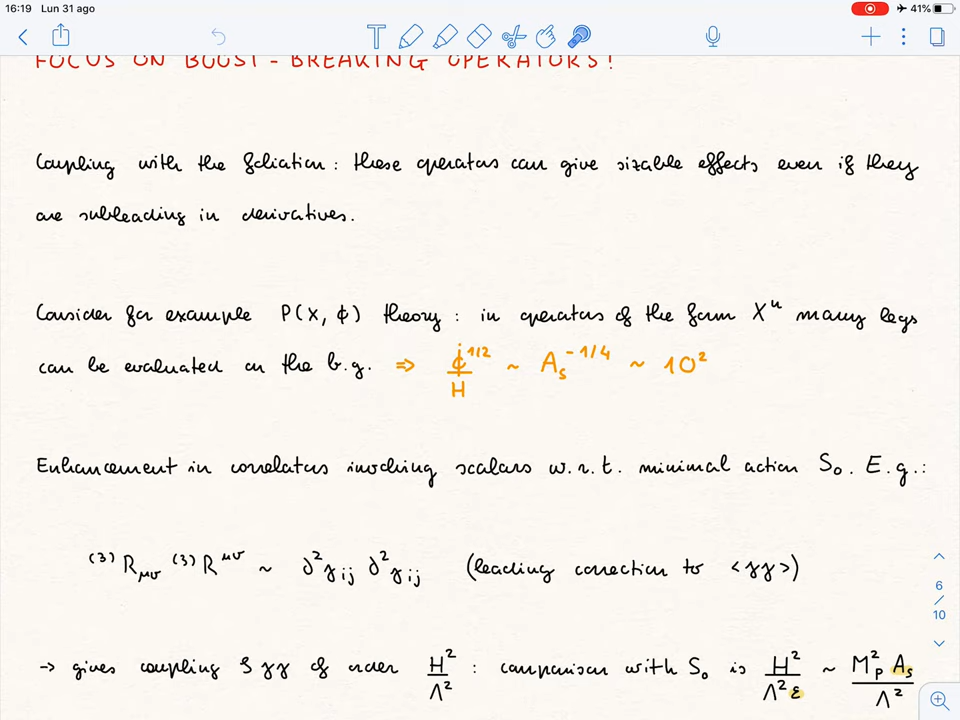 16:19 Lun 31 ago 41%
FOCUS ON BOOST-BREAKING OPERATORS!
Coupling with the foliation: these operators can give sizable effects even if they
are subleading in derivatives.
Consider for example P(X, ϕ) theory: in operators of the form Xⁿ many legs
can be evaluated on the b.g. ⇒ ϕ̇^1/2 / H ~ A_s^-1/4 ~ 10²
Enhancement in correlators involving scalars w.r.t. minimal action S₀. E.g.:
⁽³⁾R_μν ⁽³⁾R^μν ~ ∂²γ_ij ∂²γ_ij (leading correction to <γγ>)
→ gives coupling ζγγ of order H²/Λ² : comparison with S₀ is H²/Λ²ε ~ M_P² A_s/Λ²
6
/
10